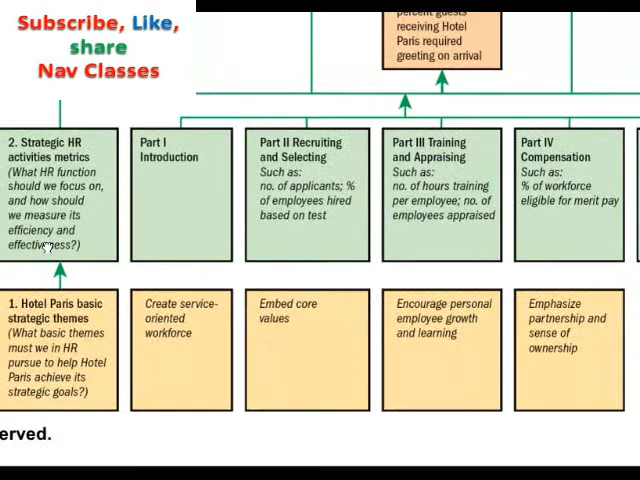 Subscribe, Like,
share
Nav Classes
percent guests
receiving Hotel
Paris required
greeting on arrival
2. Strategic HR
activities metrics
(What HR function
should we focus on,
and how should
we measure its
efficiency and
effectiveness?)
Part I
Introduction
Part II Recruiting
and Selecting
Such as:
no. of applicants; %
of employees hired
based on test
Part III Training
and Appraising
Such as:
no. of hours training
per employee; no. of
employees appraised
Part IV
Compensation
Such as:
% of workforce
eligible for merit pay
1. Hotel Paris basic
strategic themes
(What basic themes
must we in HR
pursue to help Hotel
Paris achieve its
strategic goals?)
Create service-
oriented
workforce
Embed core
values
Encourage personal
employee growth
and learning
Emphasize
partnership and
sense of
ownership
erved.